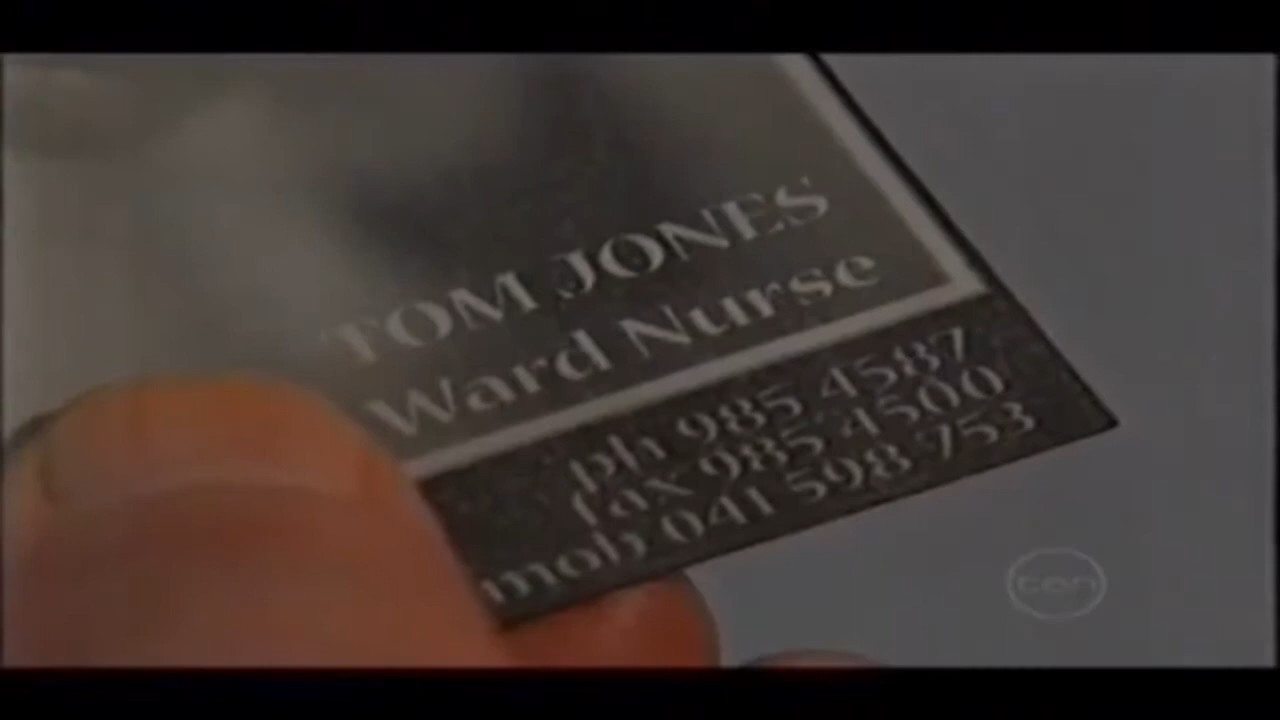 TOM JONES
Ward Nurse
ph 985 4587
fax 985 4500
mob 041 598 753
ten